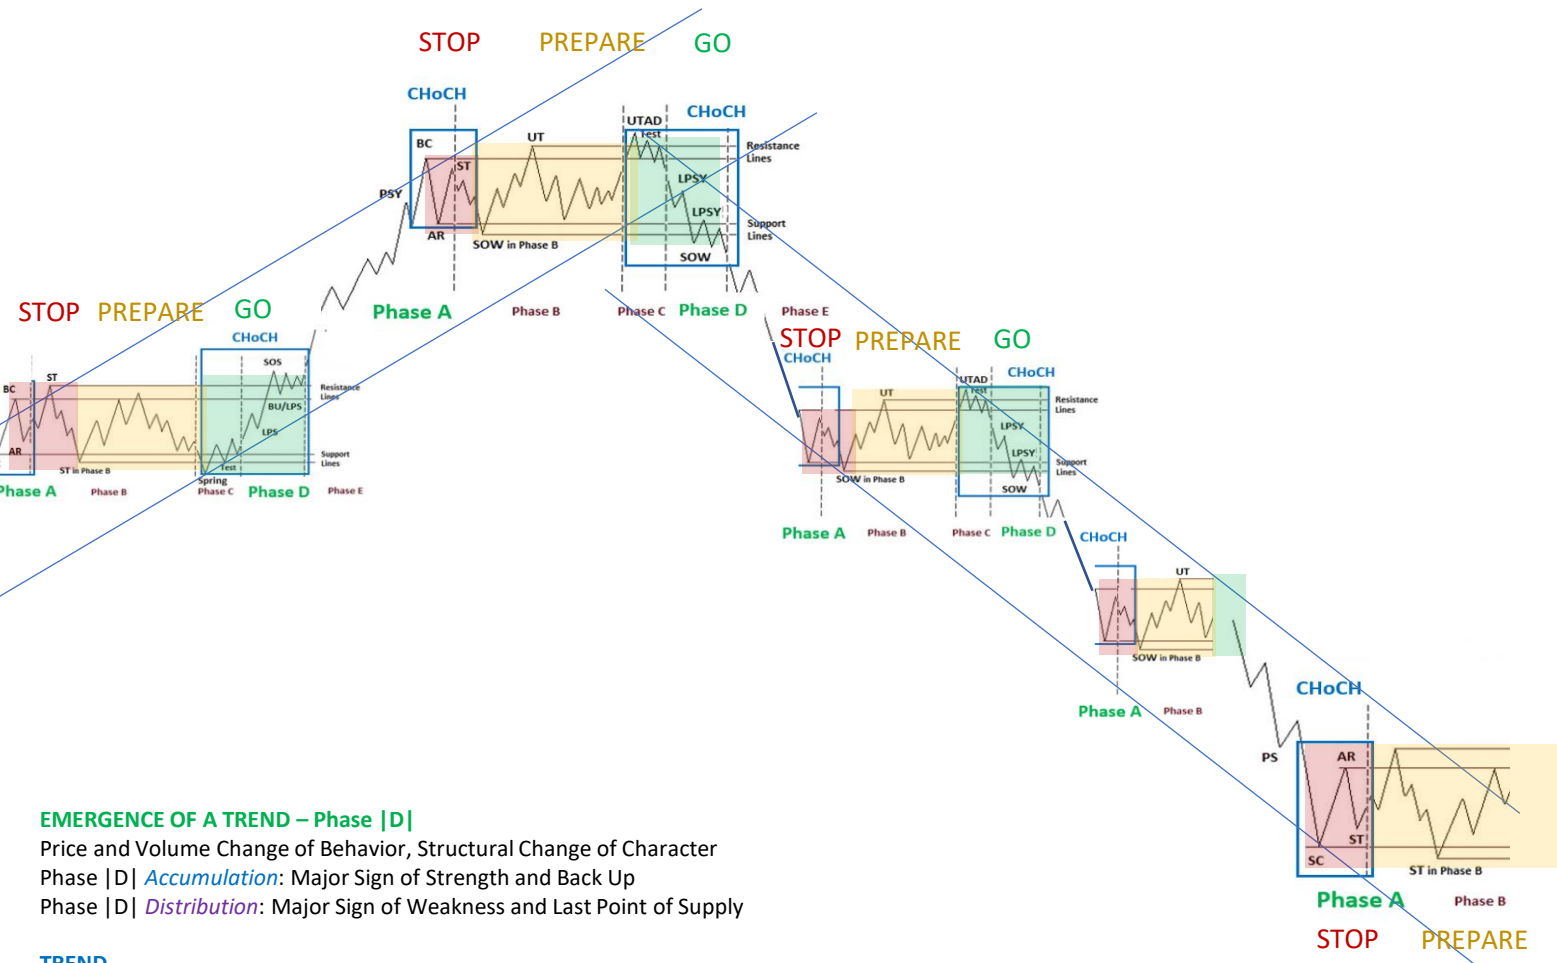 STOP PREPARE GO
CHoCH
CHoCH
UTAD
Test
BC
UT
Resistance
Lines
ST
PSY
LPSY
LPSY
AR
SOW in Phase B
Support
Lines
SOW
Phase A
Phase B
Phase C
Phase D
Phase E
STOP PREPARE GO
CHoCH
SOS
BC
ST
Resistance
Lines
BU/LPS
LPS
AR
Support
Lines
ST in Phase B
Test
Spring
Phase A
Phase B
Phase C
Phase D
Phase E
STOP PREPARE GO
CHoCH
CHoCH
UTAD
Test
UT
Resistance
Lines
LPSY
LPSY
Support
Lines
SOW in Phase B
SOW
Phase A
Phase B
Phase C
Phase D
CHoCH
UT
SOW in Phase B
Phase A
Phase B
CHoCH
PS
AR
ST
SC
ST in Phase B
Phase A
Phase B
STOP PREPARE
EMERGENCE OF A TREND – Phase |D|
Price and Volume Change of Behavior, Structural Change of Character
Phase |D| Accumulation: Major Sign of Strength and Back Up
Phase |D| Distribution: Major Sign of Weakness and Last Point of Supply
TREND